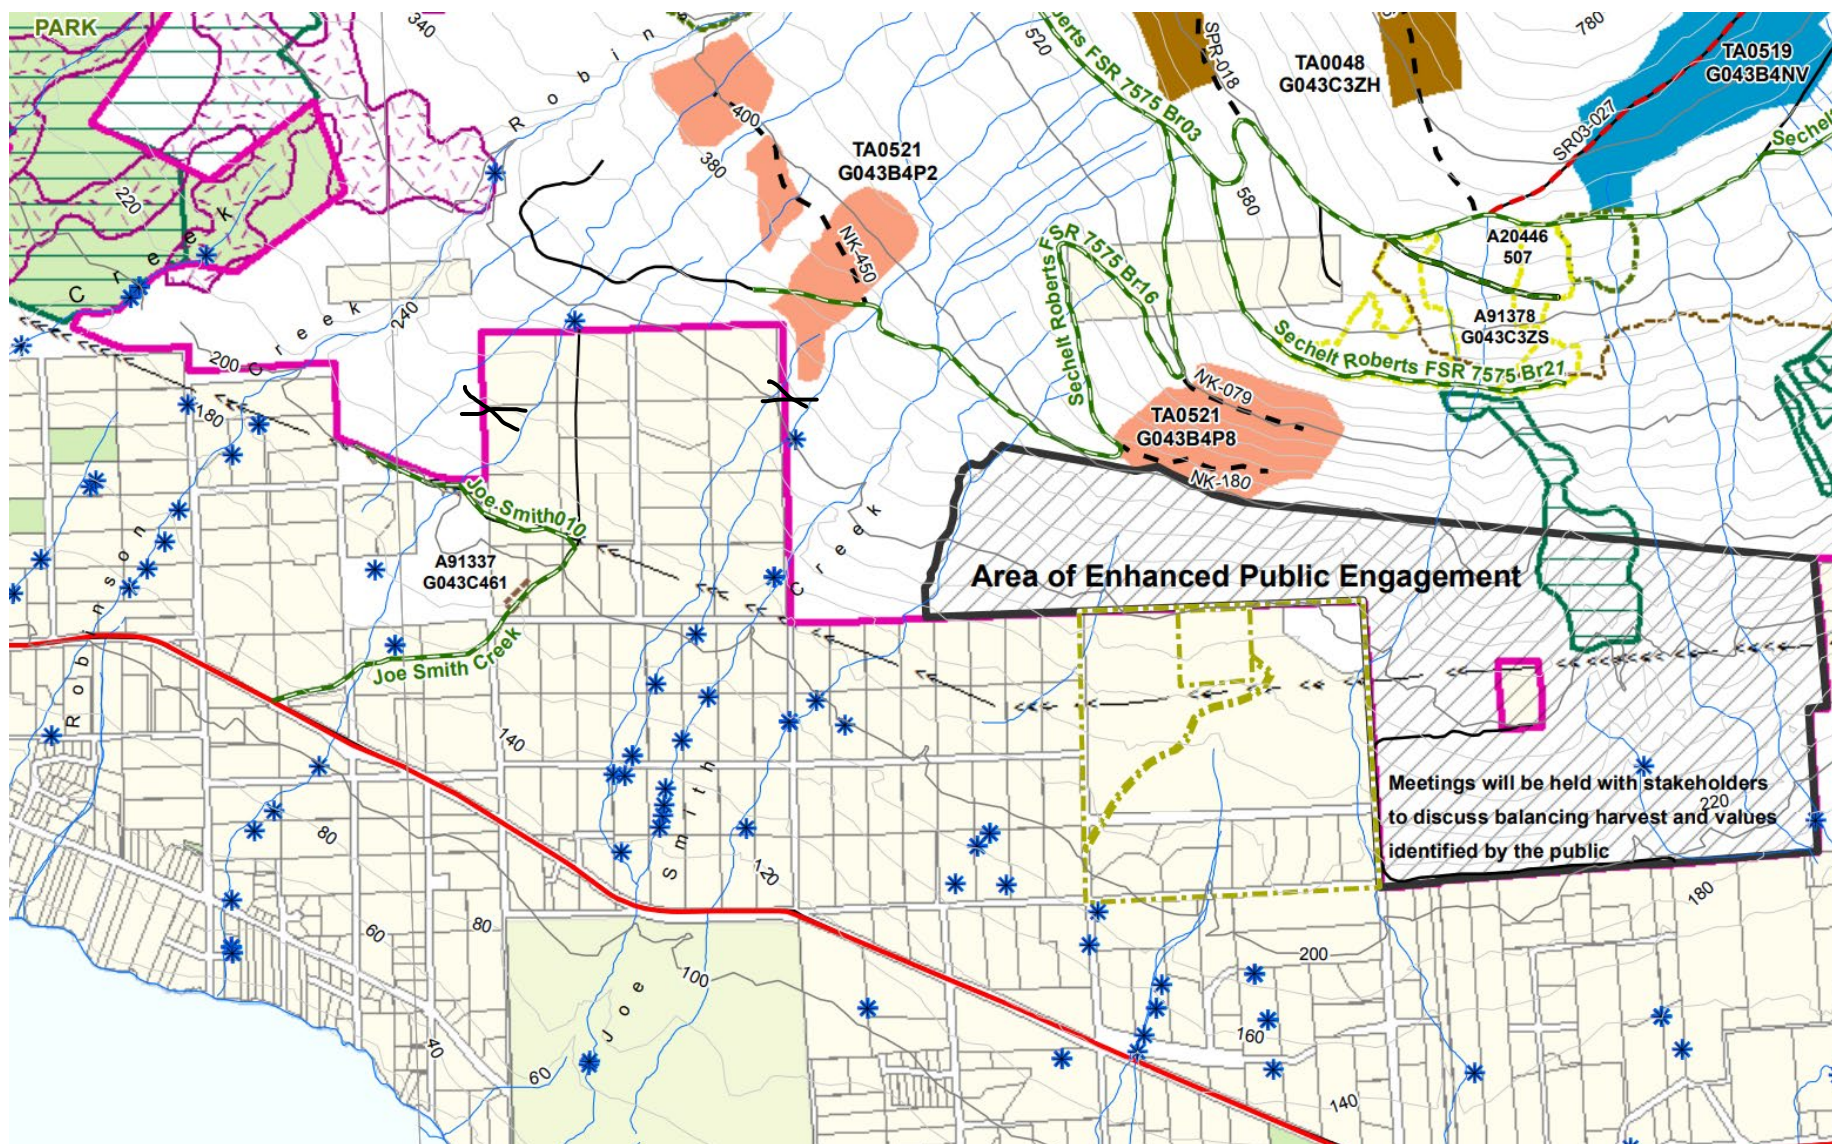 PARK
340
Robin
520
Roberts FSR 7575 Br03
SPR-018
TA0048
G043C3ZH
780
TA0519
G043B4NV
SR03-027
Sechelt
400
380
TA0521
G043B4P2
NK-450
220
Creek
580
Sechelt Roberts FSR 7575 Br16
A20446
507
A91378
G043C3ZS
Sechelt Roberts FSR 7575 Br21
240
Creek
200
180
NK-079
TA0521
G043B4P8
NK-180
Joe Smith010
A91337
G043C461
Joe Smith Creek
Creek
Area of Enhanced Public Engagement
Robinson
140
Smith
Meetings will be held with stakeholders
220
to discuss balancing harvest and values
identified by the public
80
120
180
60
80
100
200
Joe
40
60
160
140